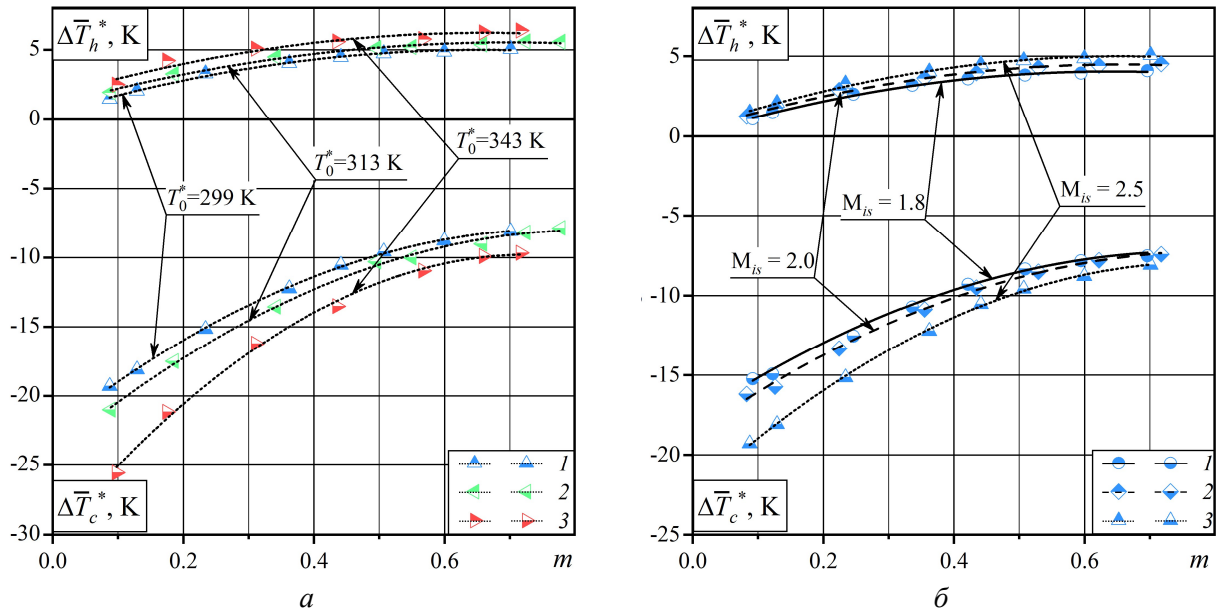 ΔT̅h*, K
5
0
-5
-10
-15
-20
-25
-30
T0*=299 K
T0*=313 K
T0*=343 K
1
2
3
ΔT̅c*, K
0.0
0.2
0.4
0.6
m
а
ΔT̅h*, K
10
5
0
-5
-10
-15
-20
-25
Mis = 2.0
Mis = 1.8
Mis = 2.5
1
2
3
ΔT̅c*, K
0.0
0.2
0.4
0.6
m
б